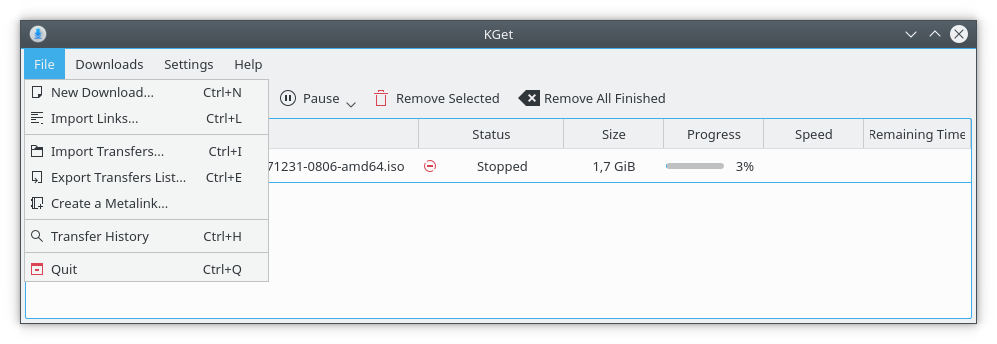 KGet
File Downloads Settings Help
New Download... Ctrl+N
Import Links... Ctrl+L
Import Transfers... Ctrl+I
Export Transfers List... Ctrl+E
Create a Metalink...
Transfer History Ctrl+H
Quit Ctrl+Q
Pause Remove Selected Remove All Finished
Status Size Progress Speed Remaining Time
71231-0806-amd64.iso Stopped 1,7 GiB 3%